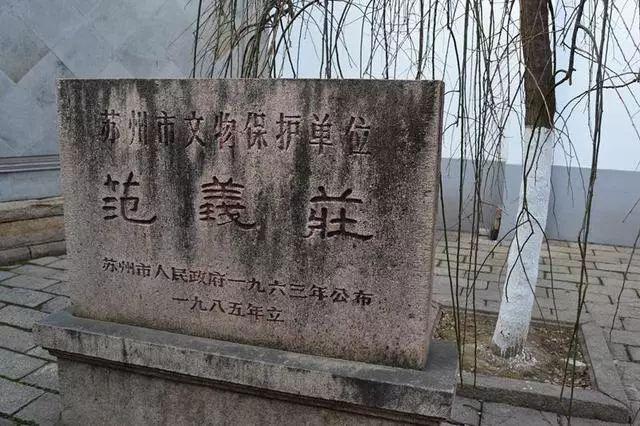 苏州市文物保护单位
范義莊
苏州市人民政府一九六三年公布
一九八五年立